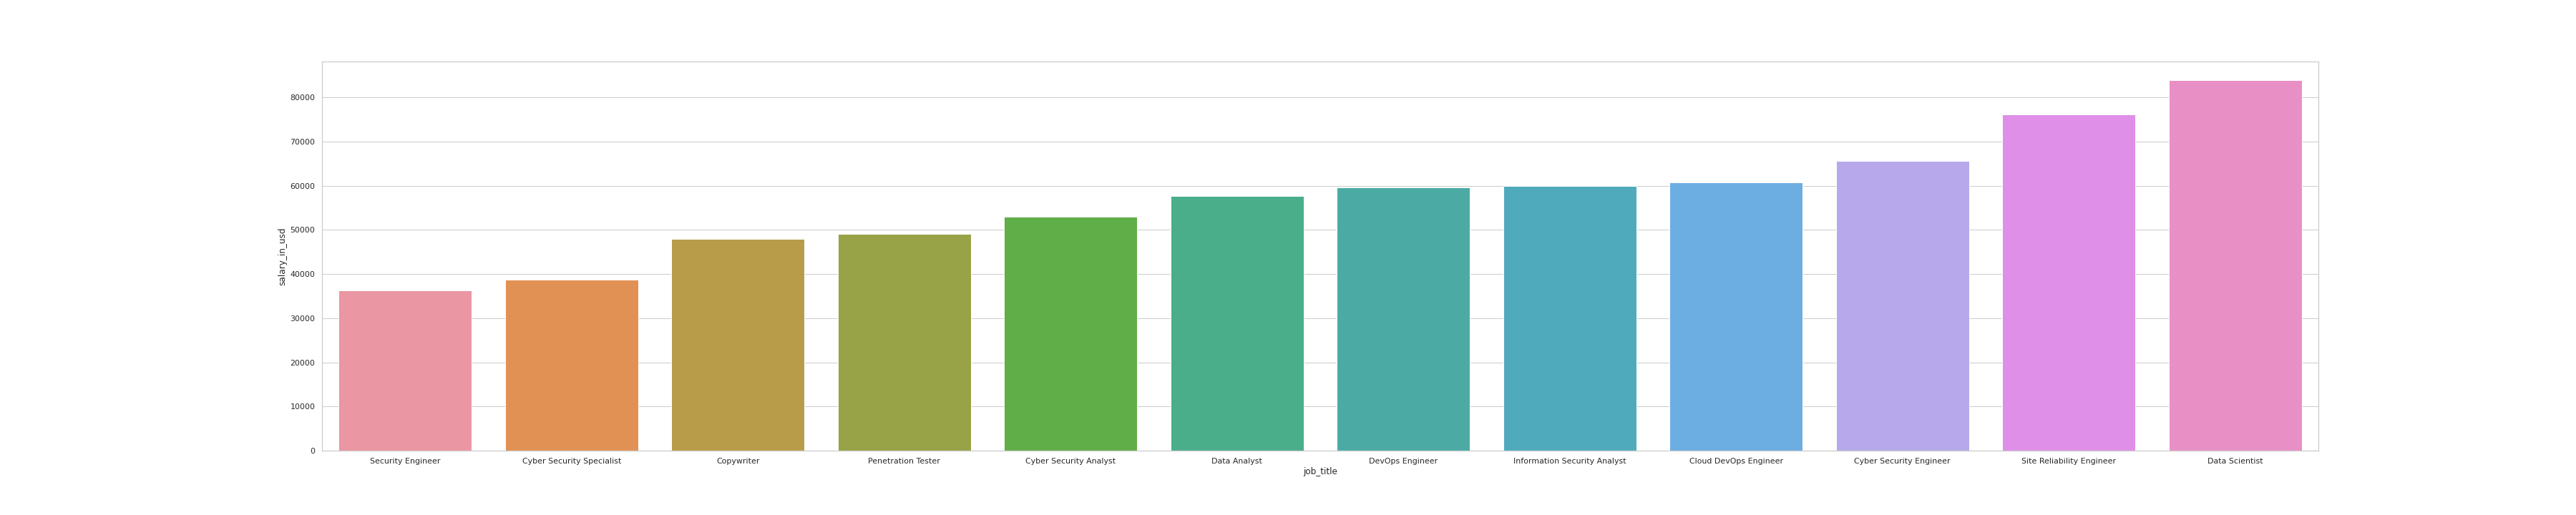 80000
70000
60000
50000
40000
30000
20000
10000
0
salary_in_usd
Security Engineer
Cyber Security Specialist
Copywriter
Penetration Tester
Cyber Security Analyst
Data Analyst
DevOps Engineer
Information Security Analyst
Cloud DevOps Engineer
Cyber Security Engineer
Site Reliability Engineer
Data Scientist
job_title